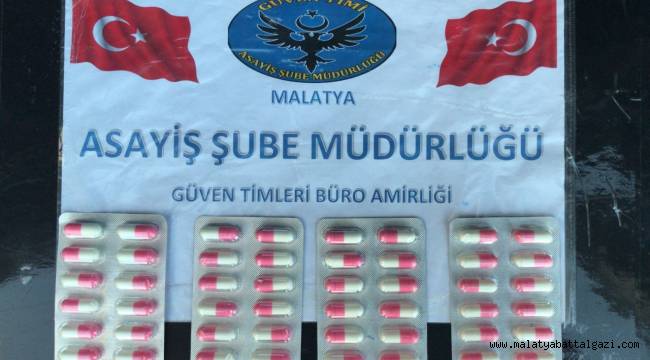 GÜVEN TİMİ
ASAYİŞ ŞUBE MÜDÜRLÜĞÜ
MALATYA
ASAYİŞ ŞUBE MÜDÜRLÜĞÜ
GÜVEN TİMLERİ BÜRO AMİRLİĞİ
www.malatyabattalgazi.com